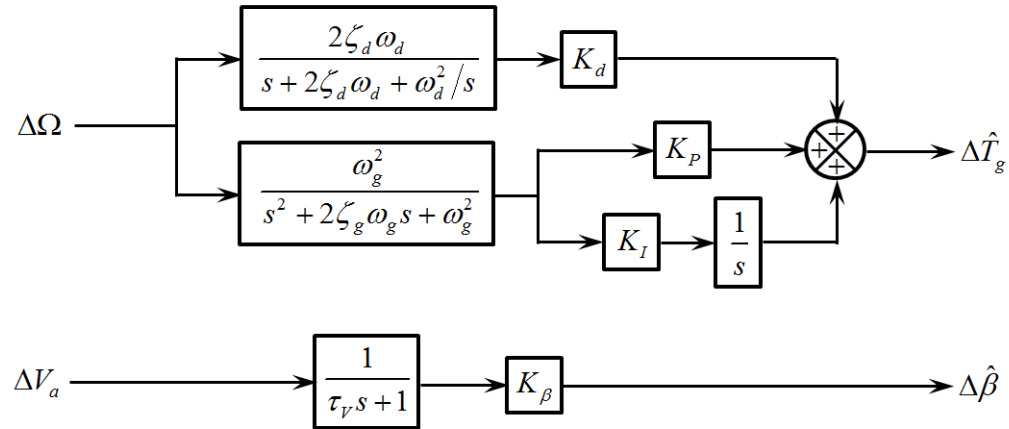 ΔΩ
2ζ_d ω_d
s + 2ζ_d ω_d + ω_d^2/s
K_d
ω_g^2
s^2 + 2ζ_g ω_g s + ω_g^2
K_P
K_I
1
s
+
+
+
ΔT̂_g
ΔV_a
1
τ_V s + 1
K_β
Δβ̂